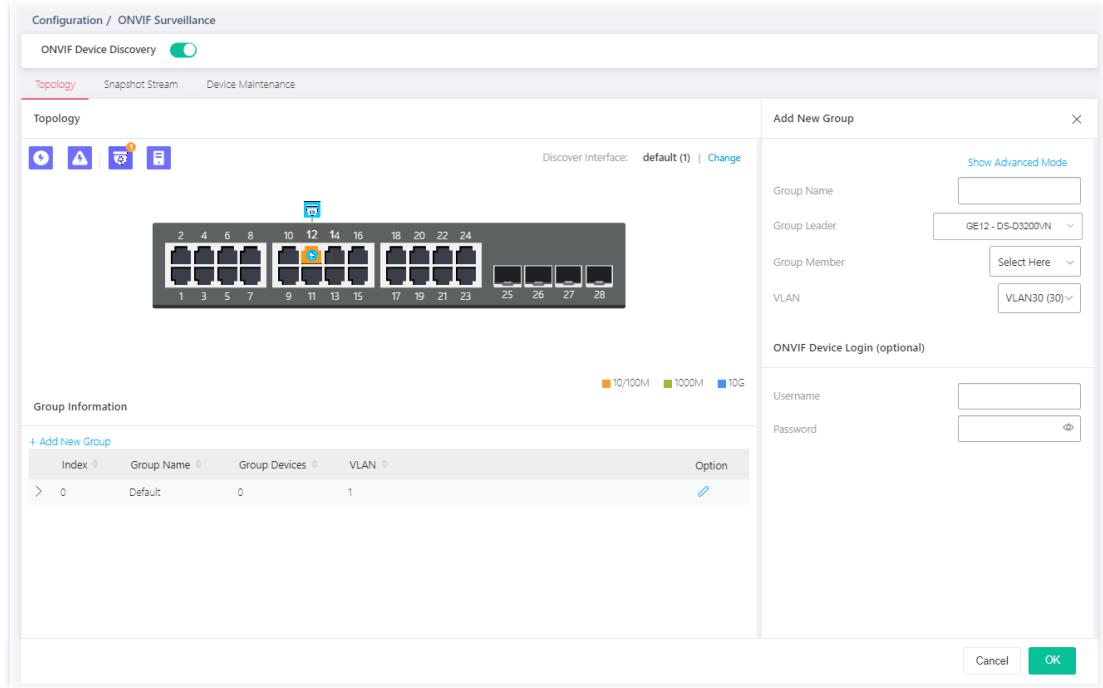 Configuration / ONVIF Surveillance
ONVIF Device Discovery
Topology Snapshot Stream Device Maintenance
Topology
1
Discover Interface: default (1) | Change
2 4 6 8 10 12 14 16 18 20 22 24
1 3 5 7 9 11 13 15 17 19 21 23 25 26 27 28
10/100M 1000M 10G
Group Information
+ Add New Group
Index Group Name Group Devices VLAN Option
0 Default 0 1
Add New Group
Show Advanced Mode
Group Name
Group Leader GE12 - DS-D3200VN
Group Member Select Here
VLAN VLAN30 (30)
ONVIF Device Login (optional)
Username
Password
Cancel OK